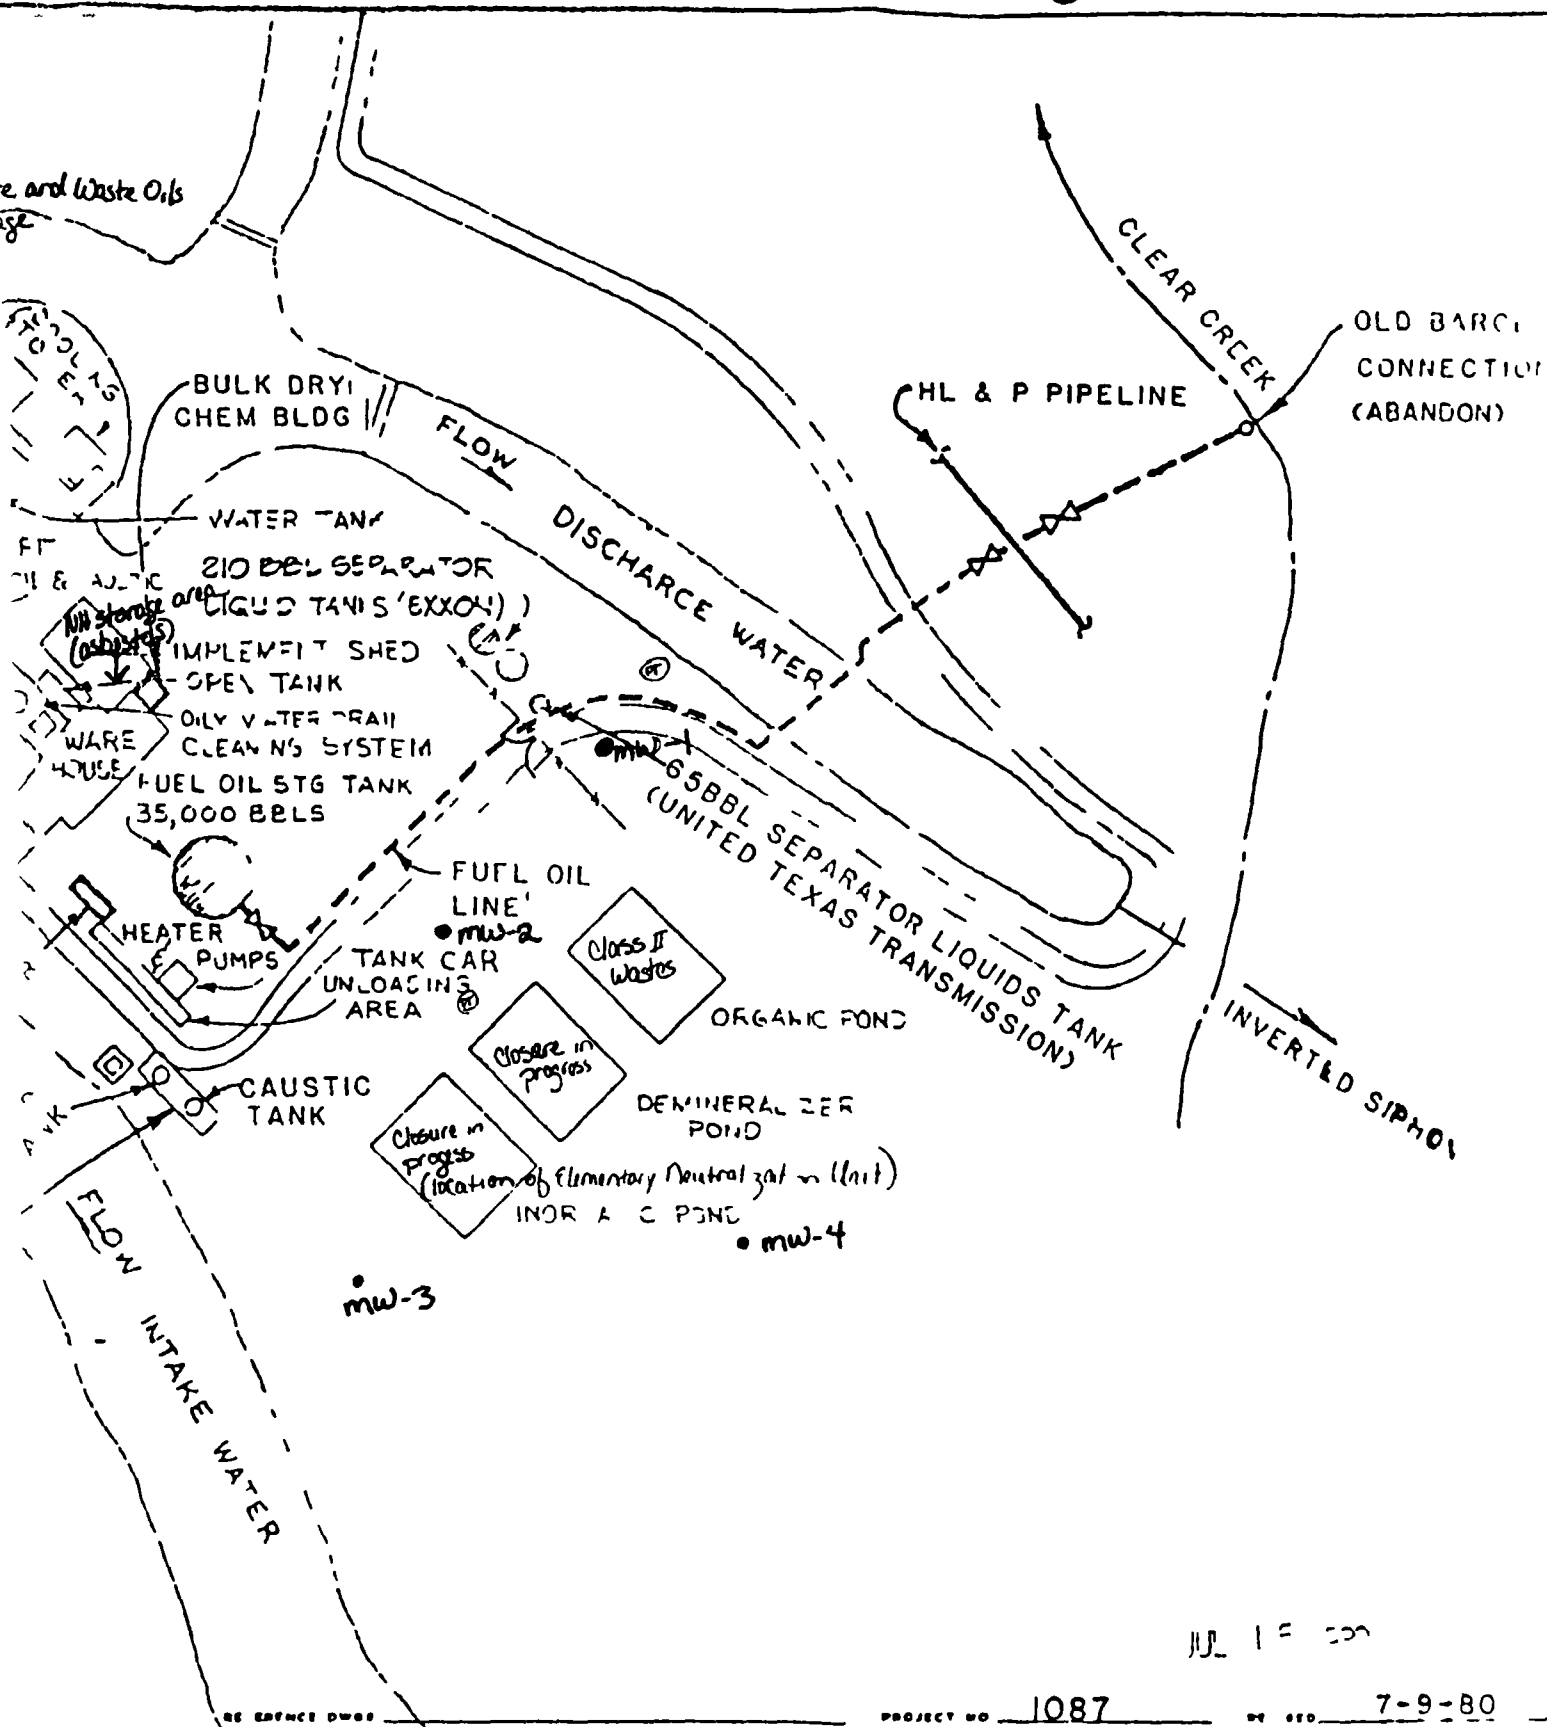 and Waste Oils
CLEAR CREEK
OLD
CONNECTION
(ABANDON)
HL & P PIPELINE
BULK DRY
CHEM BLDG
FLOW
DISCHARGE WATER
WATER TANK
210 BBL SEPARATOR
LIQUID TANKS (EXXON)
storage area
(asbestos)
IMPLEMENT SHED
OPEN TANK
OILY WATER
CLEANING SYSTEM
WARE
HOUSE
FUEL OIL STG TANK
35,000 BBLS
MW-1
65BBL SEPARATOR LIQUIDS TANK
(UNITED TEXAS TRANSMISSION)
FUEL OIL
LINE
MW-2
HEATER
PUMPS
TANK CAR
UNLOADING
AREA
Class II
Wastes
ORGANIC POND
Closure in
progress
DEMINERALIZER
POND
CAUSTIC
TANK
Closure in
progess
(location of Elementary Neutralization Unit)
POND
MW-4
MW-3
INVERTED SIPHON
FLOW
INTAKE WATER
PROJECT NO 1087
7-9-80